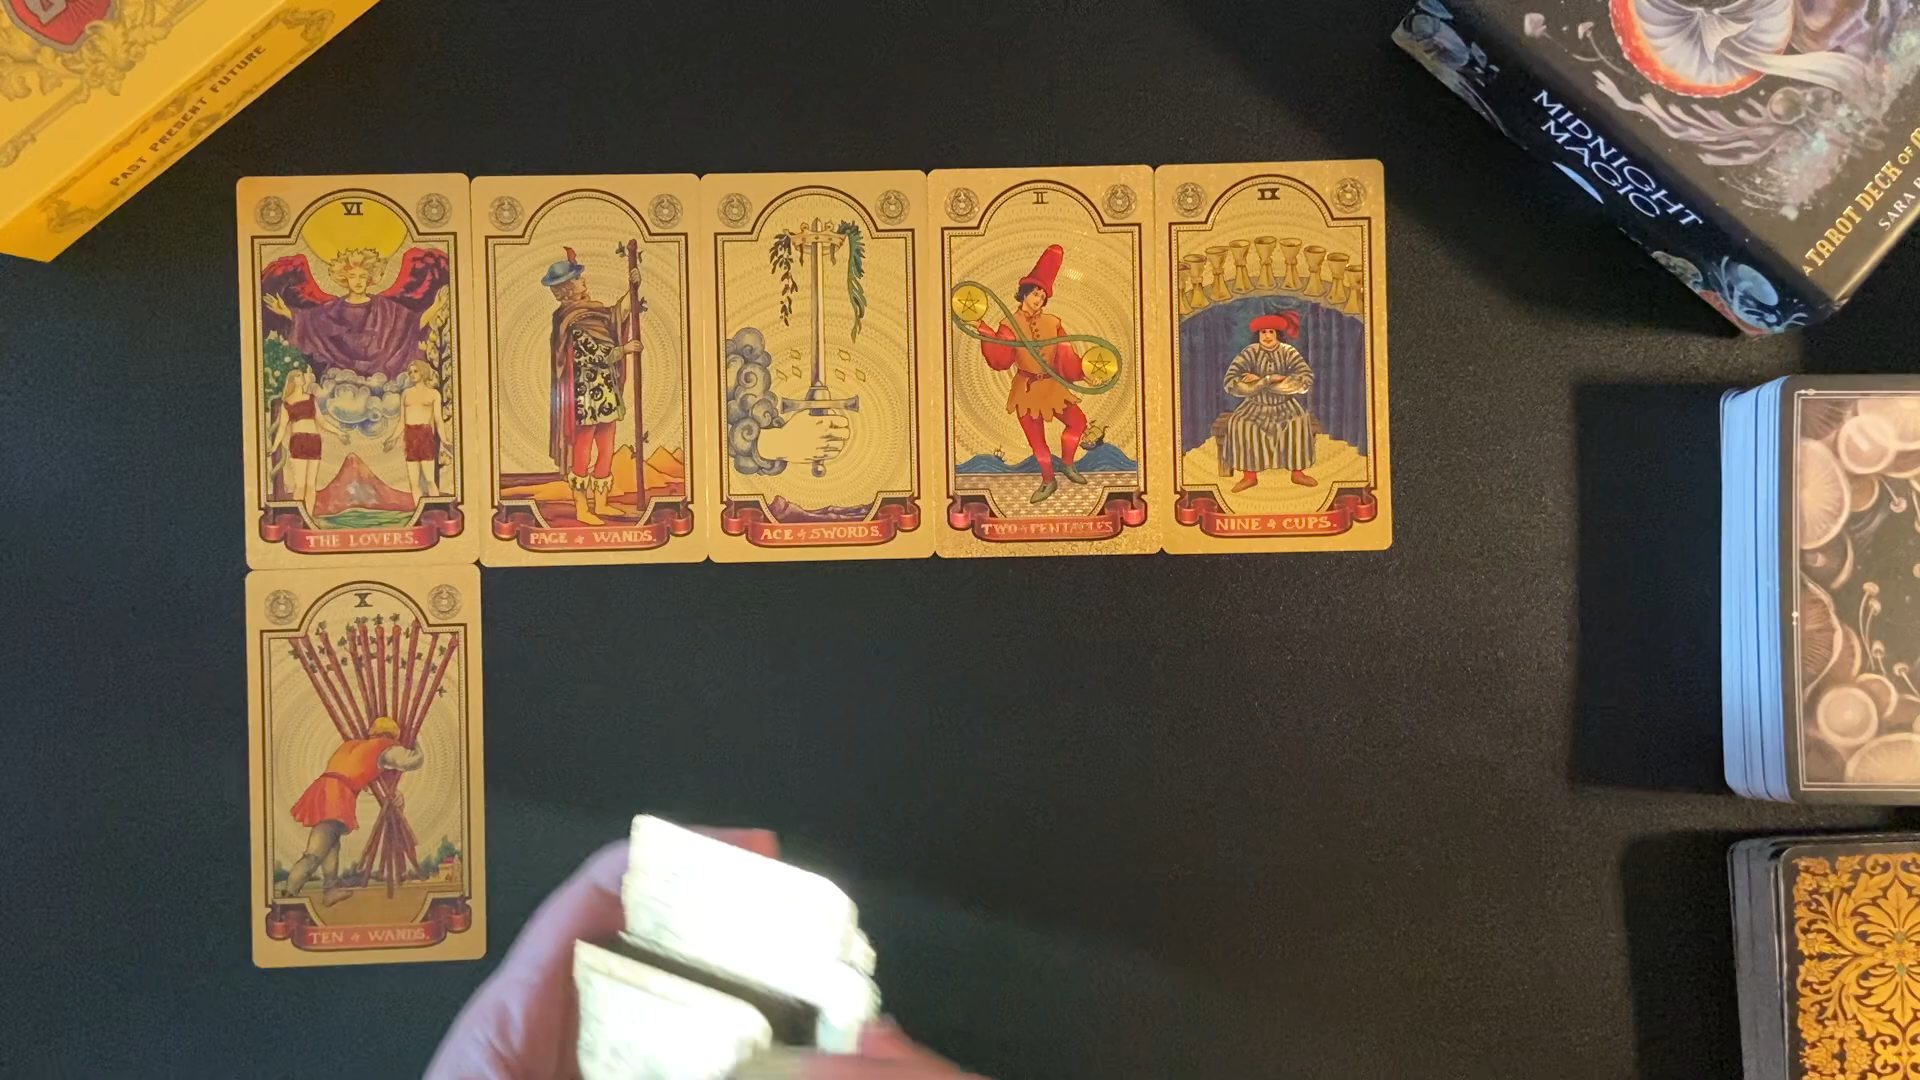 PAST PRESENT FUTURE
MIDNIGHT
MAGIC
A TAROT DECK OF
SARA
VI
THE LOVERS.
PAGE of WANDS.
ACE of SWORDS.
II
TWO of PENTACLES
IX
NINE of CUPS.
X
TEN of WANDS.